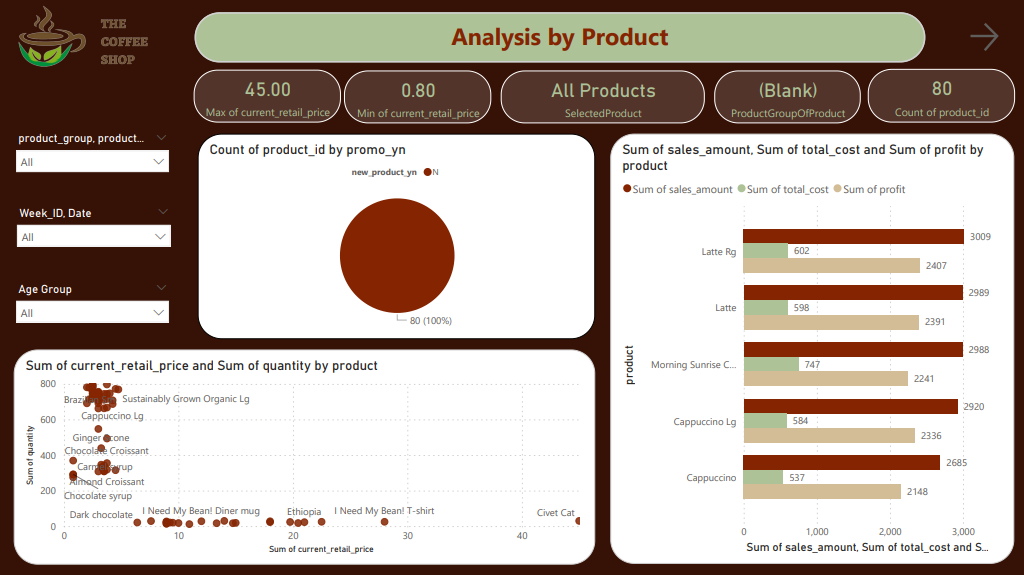 THE
COFFEE
SHOP
Analysis by Product
45.00
Max of current_retail_price
0.80
Min of current_retail_price
All Products
SelectedProduct
(Blank)
ProductGroupOfProduct
80
Count of product_id
product_group, product...
All
Week_ID, Date
All
Age Group
All
Count of product_id by promo_yn
new_product_yn N
80 (100%)
Sum of current_retail_price and Sum of quantity by product
Sum of quantity
800
600
400
200
0
Sustainably Grown Organic Lg
Cappuccino Lg
Ginger
Chocolate Croissant
Almond Croissant
Chocolate syrup
Dark chocolate
I Need My Bean! Diner mug
Ethiopia
I Need My Bean! T-shirt
Civet Cat
0 10 20 30 40
Sum of current_retail_price
Sum of sales_amount, Sum of total_cost and Sum of profit by
product
Sum of sales_amount Sum of total_cost Sum of profit
product
Latte Rg
3009
602
2407
Latte
2989
598
2391
Morning Sunrise C...
2988
747
2241
Cappuccino Lg
2920
584
2336
Cappuccino
2685
537
2148
0 1,000 2,000 3,000
Sum of sales_amount, Sum of total_cost and S...